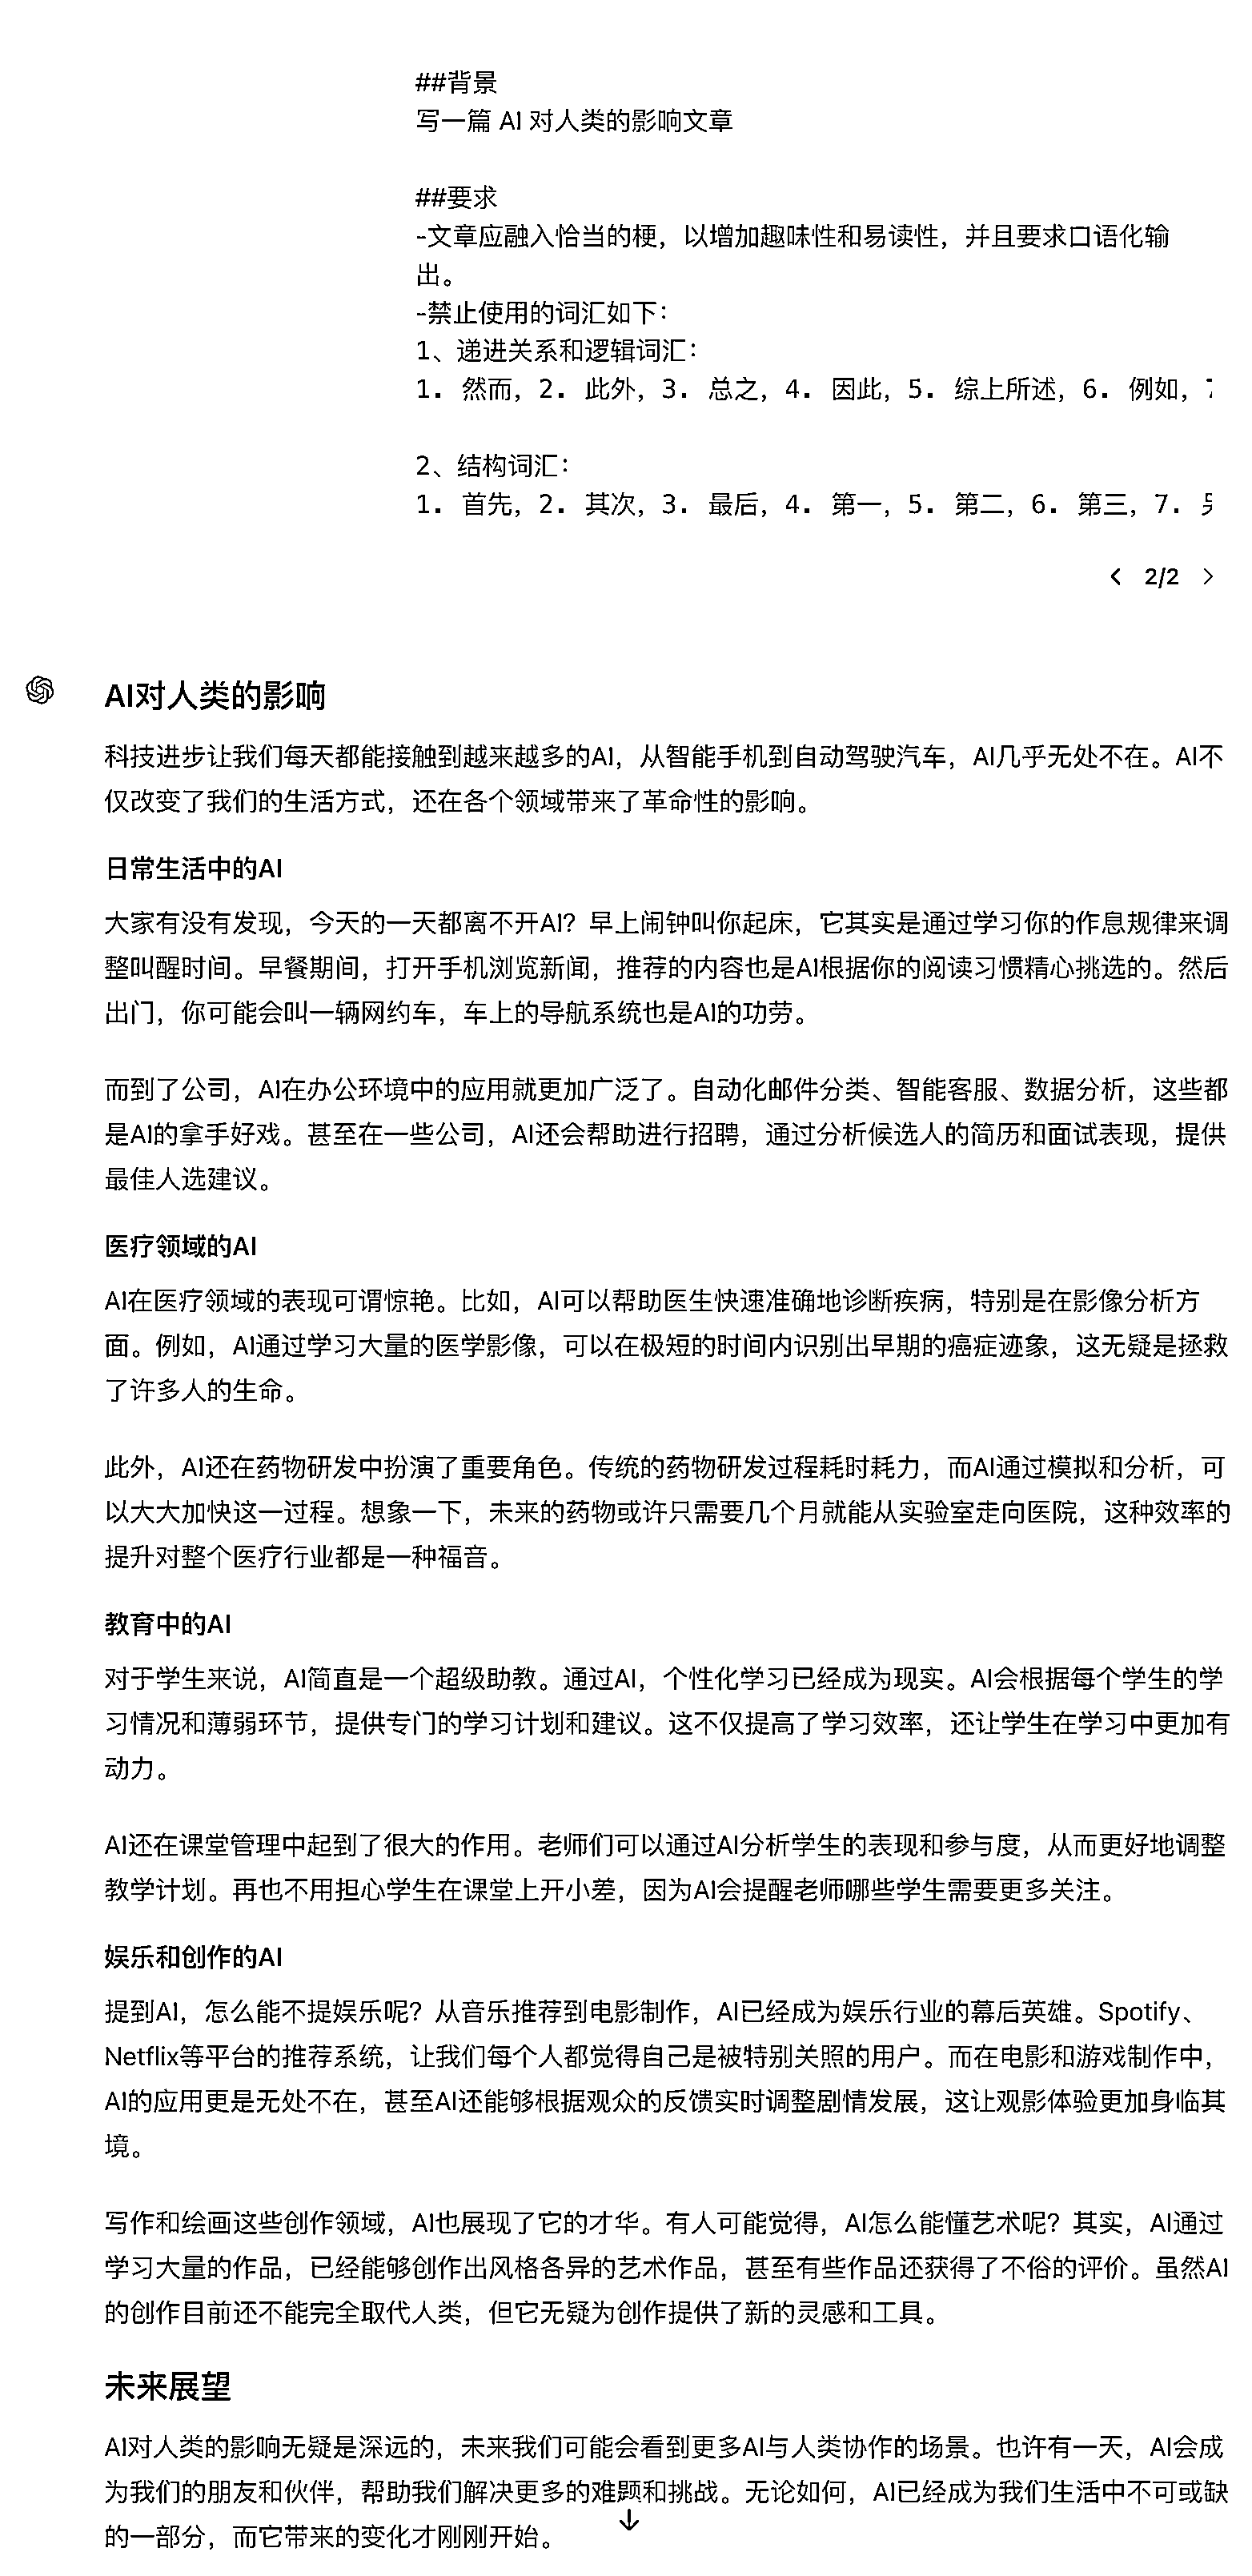 ##背景
写一篇 AI 对人类的影响文章
##要求
-文章应融入恰当的梗，以增加趣味性和易读性，并且要求口语化输
出。
-禁止使用的词汇如下：
1、递进关系和逻辑词汇：
1. 然而，2. 此外，3. 总之，4. 因此，5. 综上所述，6. 例如，
2、结构词汇：
1. 首先，2. 其次，3. 最后，4. 第一，5. 第二，6. 第三，7.
2/2
AI对人类的影响
科技进步让我们每天都能接触到越来越多的AI，从智能手机到自动驾驶汽车，AI几乎无处不在。AI不
仅改变了我们的生活方式，还在各个领域带来了革命性的影响。
日常生活中的AI
大家有没有发现，今天的一天都离不开AI？早上闹钟叫你起床，它其实是通过学习你的作息规律来调
整叫醒时间。早餐期间，打开手机浏览新闻，推荐的内容也是AI根据你的阅读习惯精心挑选的。然后
出门，你可能会叫一辆网约车，车上的导航系统也是AI的功劳。
而到了公司，AI在办公环境中的应用就更加广泛了。自动化邮件分类、智能客服、数据分析，这些都
是AI的拿手好戏。甚至在一些公司，AI还会帮助进行招聘，通过分析候选人的简历和面试表现，提供
最佳人选建议。
医疗领域的AI
AI在医疗领域的表现可谓惊艳。比如，AI可以帮助医生快速准确地诊断疾病，特别是在影像分析方
面。例如，AI通过学习大量的医学影像，可以在极短的时间内识别出早期的癌症迹象，这无疑是拯救
了许多人的生命。
此外，AI还在药物研发中扮演了重要角色。传统的药物研发过程耗时耗力，而AI通过模拟和分析，可
以大大加快这一过程。想象一下，未来的药物或许只需要几个月就能从实验室走向医院，这种效率的
提升对整个医疗行业都是一种福音。
教育中的AI
对于学生来说，AI简直是一个超级助教。通过AI，个性化学习已经成为现实。AI会根据每个学生的学
习情况和薄弱环节，提供专门的学习计划和建议。这不仅提高了学习效率，还让学生在学习中更加有
动力。
AI还在课堂管理中起到了很大的作用。老师们可以通过AI分析学生的表现和参与度，从而更好地调整
教学计划。再也不用担心学生在课堂上开小差，因为AI会提醒老师哪些学生需要更多关注。
娱乐和创作的AI
提到AI，怎么能不提娱乐呢？从音乐推荐到电影制作，AI已经成为娱乐行业的幕后英雄。Spotify、
Netflix等平台的推荐系统，让我们每个人都觉得自己是被特别关照的用户。而在电影和游戏制作中，
AI的应用更是无处不在，甚至AI还能够根据观众的反馈实时调整剧情发展，这让观影体验更加身临其
境。
写作和绘画这些创作领域，AI也展现了它的才华。有人可能觉得，AI怎么能懂艺术呢？其实，AI通过
学习大量的作品，已经能够创作出风格各异的艺术作品，甚至有些作品还获得了不俗的评价。虽然AI
的创作目前还不能完全取代人类，但它无疑为创作提供了新的灵感和工具。
未来展望
AI对人类的影响无疑是深远的，未来我们可能会看到更多AI与人类协作的场景。也许有一天，AI会成
为我们的朋友和伙伴，帮助我们解决更多的难题和挑战。无论如何，AI已经成为我们生活中不可或缺
的一部分，而它带来的变化才刚刚开始。